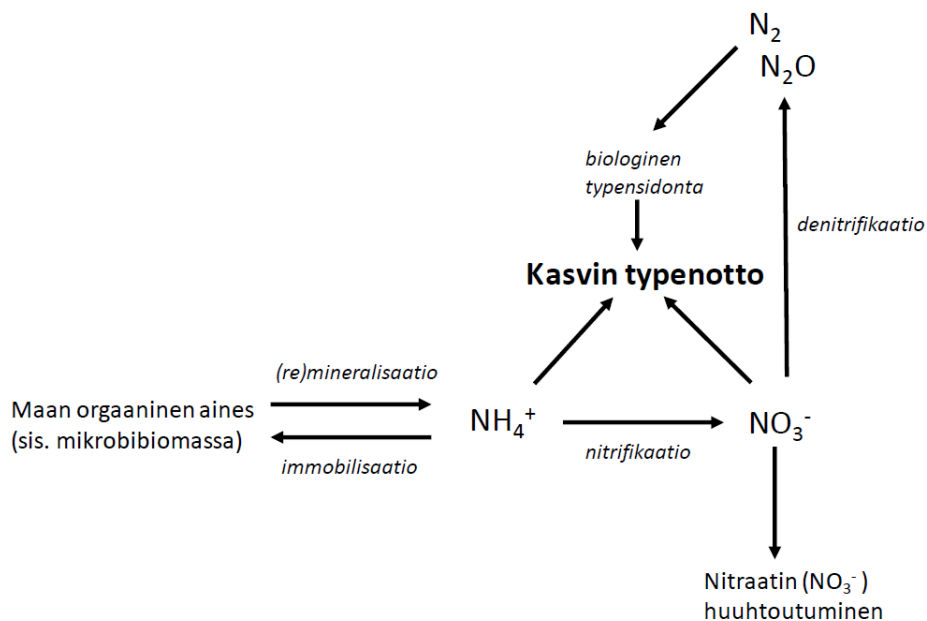 N₂
N₂O
biologinen
typensidonta
denitrifikaatio
Kasvin typenotto
(re)mineralisaatio
Maan orgaaninen aines
(sis. mikrobibiomassa)
NH₄⁺
NO₃⁻
immobilisaatio
nitrifikaatio
Nitraatin (NO₃⁻)
huuhtoutuminen